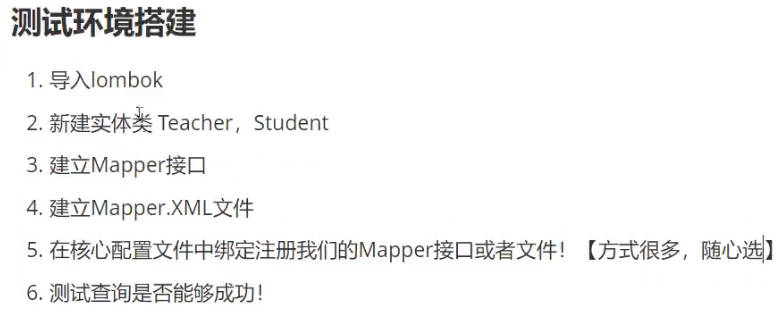 测试环境搭建
1. 导入lombok
2. 新建实体类 Teacher，Student
3. 建立Mapper接口
4. 建立Mapper.XML文件
5. 在核心配置文件中绑定注册我们的Mapper接口或者文件！【方式很多，随心选】
6. 测试查询是否能够成功！